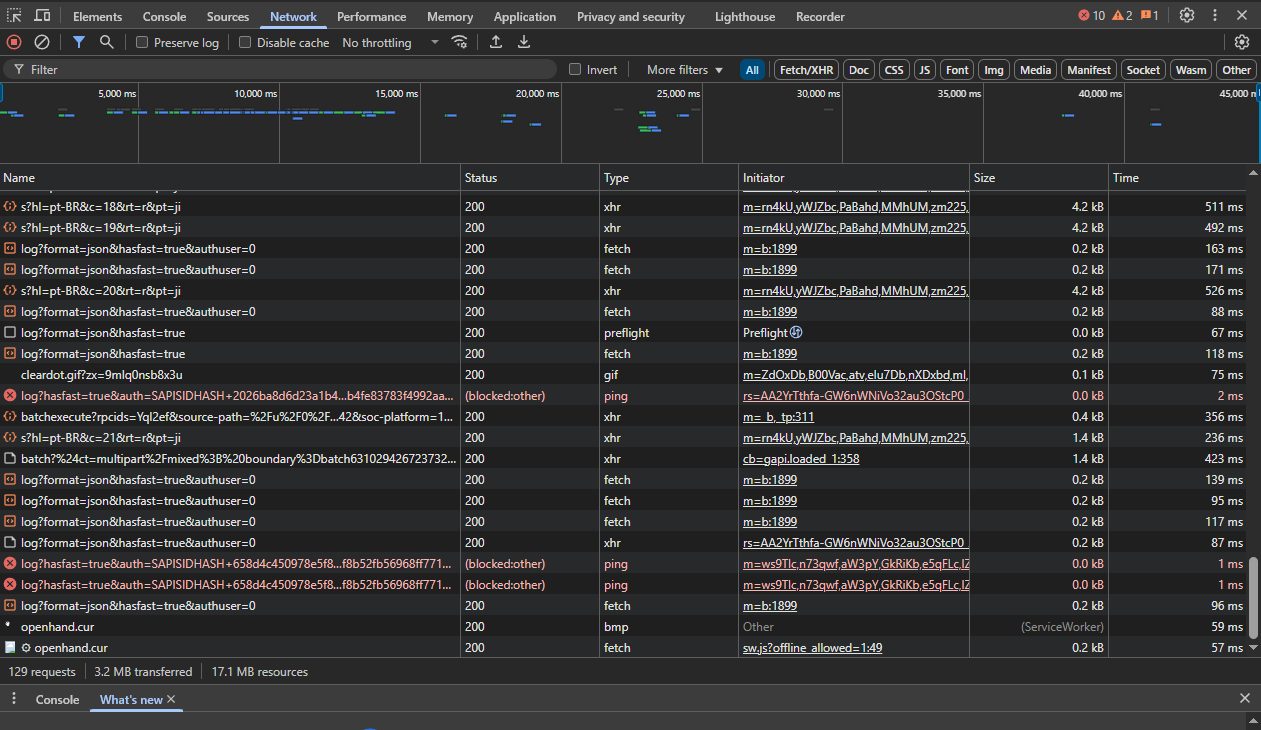 Elements Console Sources Network Performance Memory Application Privacy and security Lighthouse Recorder 10 2 1
Preserve log Disable cache No throttling
Filter Invert More filters All Fetch/XHR Doc CSS JS Font Img Media Manifest Socket Wasm Other
5,000 ms 10,000 ms 15,000 ms 20,000 ms 25,000 ms 30,000 ms 35,000 ms 40,000 ms 45,000 m
Name Status Type Initiator Size Time
s?hl=pt-BR&c=18&rt=r&pt=ji 200 xhr m=rn4kU,yWJZbc,PaBahd,MMhUM,zm225, 4.2 kB 511 ms
s?hl=pt-BR&c=19&rt=r&pt=ji 200 xhr m=rn4kU,yWJZbc,PaBahd,MMhUM,zm225, 4.2 kB 492 ms
log?format=json&hasfast=true&authuser=0 200 fetch m=b:1899 0.2 kB 163 ms
log?format=json&hasfast=true&authuser=0 200 fetch m=b:1899 0.2 kB 171 ms
s?hl=pt-BR&c=20&rt=r&pt=ji 200 xhr m=rn4kU,yWJZbc,PaBahd,MMhUM,zm225, 4.2 kB 526 ms
log?format=json&hasfast=true&authuser=0 200 fetch m=b:1899 0.2 kB 88 ms
log?format=json&hasfast=true 200 preflight Preflight 0.0 kB 67 ms
log?format=json&hasfast=true 200 fetch m=b:1899 0.2 kB 118 ms
cleardot.gif?zx=9mlq0nsb8x3u 200 gif m=ZdOxDb,B00Vac,atv,elu7Db,nXDxbd,ml, 0.1 kB 75 ms
log?hasfast=true&auth=SAPISIDHASH+2026ba8d6d23a1b4...b4fe83783f4992aa... (blocked:other) ping rs=AA2YrTthfa-GW6nWNiVo32au3OStcP0 0.0 kB 2 ms
batchexecute?rpcids=Yql2ef&source-path=%2Fu%2F0%2F...42&soc-platform=1... 200 xhr m=_b,_tp:311 0.4 kB 356 ms
s?hl=pt-BR&c=21&rt=r&pt=ji 200 xhr m=rn4kU,yWJZbc,PaBahd,MMhUM,zm225, 1.4 kB 236 ms
batch?%24ct=multipart%2Fmixed%3B%20boundary%3Dbatch631029426723732... 200 xhr cb=gapi.loaded_1:358 1.4 kB 423 ms
log?format=json&hasfast=true&authuser=0 200 fetch m=b:1899 0.2 kB 139 ms
log?format=json&hasfast=true&authuser=0 200 fetch m=b:1899 0.2 kB 95 ms
log?format=json&hasfast=true&authuser=0 200 fetch m=b:1899 0.2 kB 117 ms
log?format=json&hasfast=true&authuser=0 200 fetch rs=AA2YrTthfa-GW6nWNiVo32au3OStcP0 0.2 kB 87 ms
log?hasfast=true&auth=SAPISIDHASH+658d4c450978e5f8...f8b52fb56968ff771... (blocked:other) ping m=ws9Tlc,n73qwf,aW3pY,GkRiKb,e5qFLc,IZ 0.0 kB 1 ms
log?hasfast=true&auth=SAPISIDHASH+658d4c450978e5f8...f8b52fb56968ff771... (blocked:other) ping m=ws9Tlc,n73qwf,aW3pY,GkRiKb,e5qFLc,IZ 0.0 kB 1 ms
log?format=json&hasfast=true&authuser=0 200 fetch m=b:1899 0.2 kB 96 ms
openhand.cur 200 bmp Other (ServiceWorker) 59 ms
openhand.cur 200 fetch sw.js?offline_allowed=1:49 0.2 kB 57 ms
129 requests 3.2 MB transferred 17.1 MB resources
Console What's new